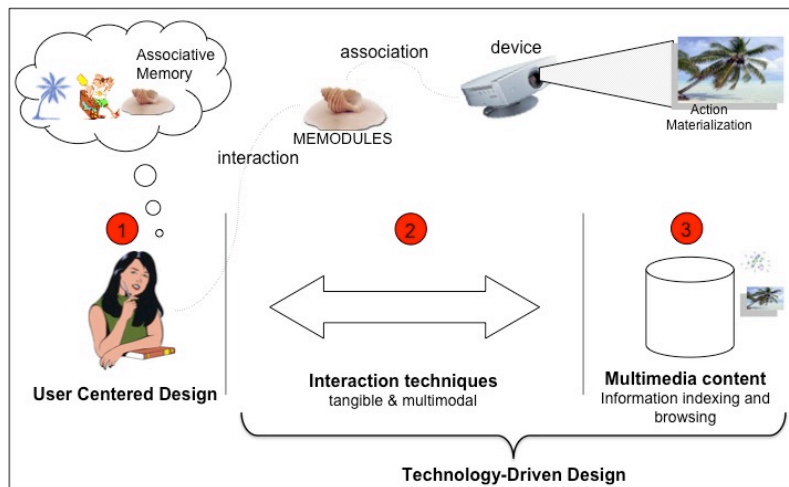 Associative
Memory
association
device
MEMODULES
Action
Materialization
interaction
1
2
3
User Centered Design
Interaction techniques
tangible & multimodal
Multimedia content
Information indexing and
browsing
Technology-Driven Design